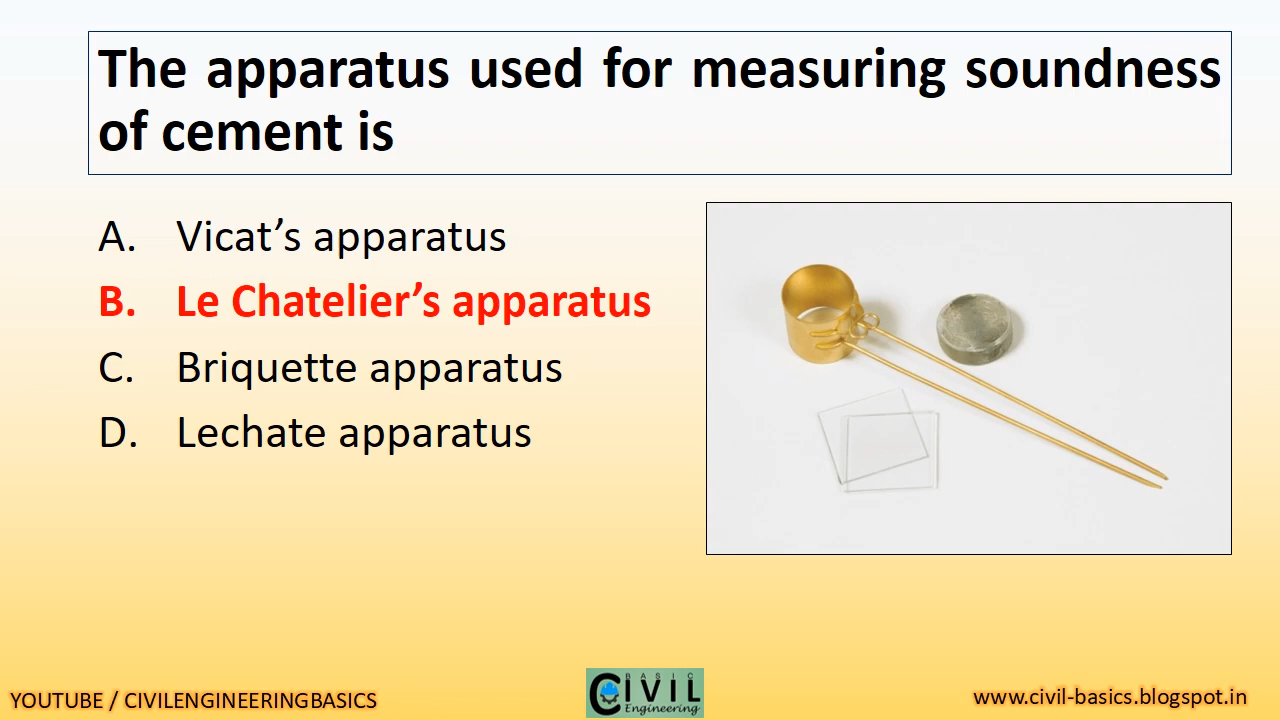 The apparatus used for measuring soundness
of cement is
A. Vicat’s apparatus
B. Le Chatelier’s apparatus
C. Briquette apparatus
D. Lechate apparatus
YOUTUBE / CIVILENGINEERINGBASICS
BASIC
CIVIL
Engineering
www.civil-basics.blogspot.in